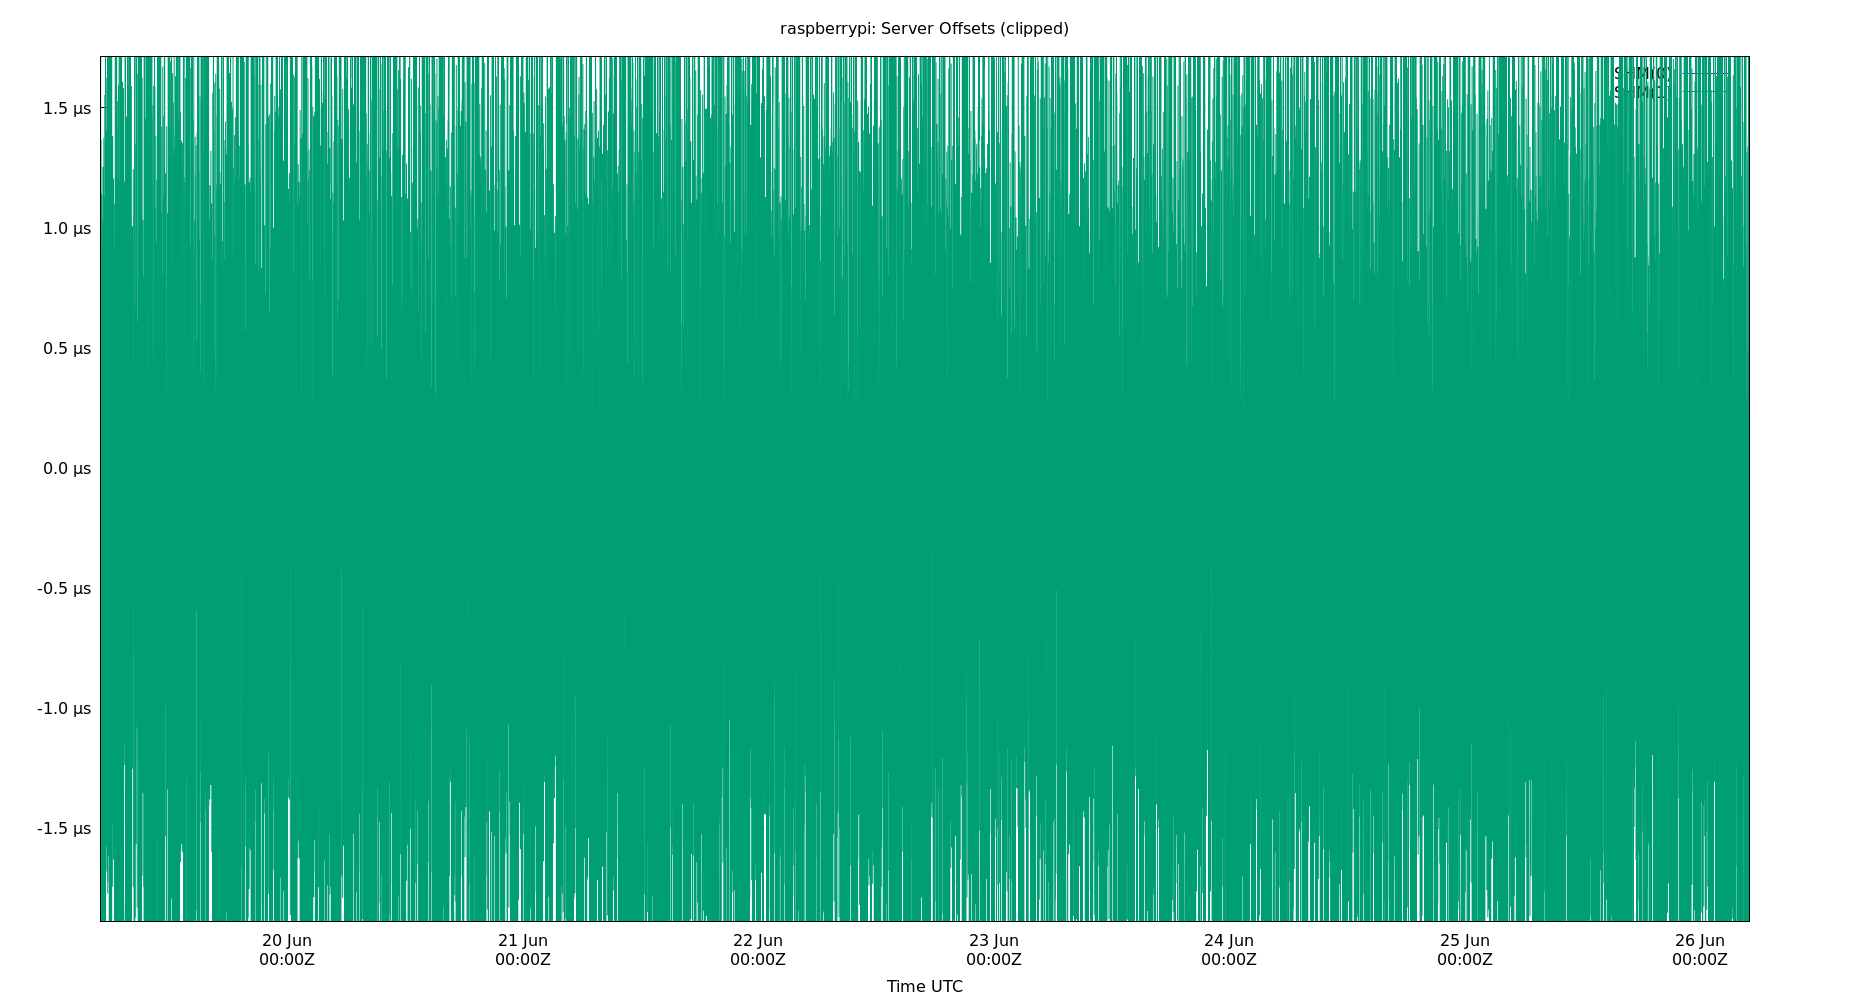 raspberrypi: Server Offsets (clipped)
SHM(0)
1.5 µs
1.0 µs
0.5 µs
0.0 µs
-0.5 µs
-1.0 µs
-1.5 µs
20 Jun 21 Jun 22 Jun 23 Jun 24 Jun 25 Jun 26 Jun
00:00Z 00:00Z 00:00Z 00:00Z 00:00Z 00:00Z 00:00Z
Time UTC